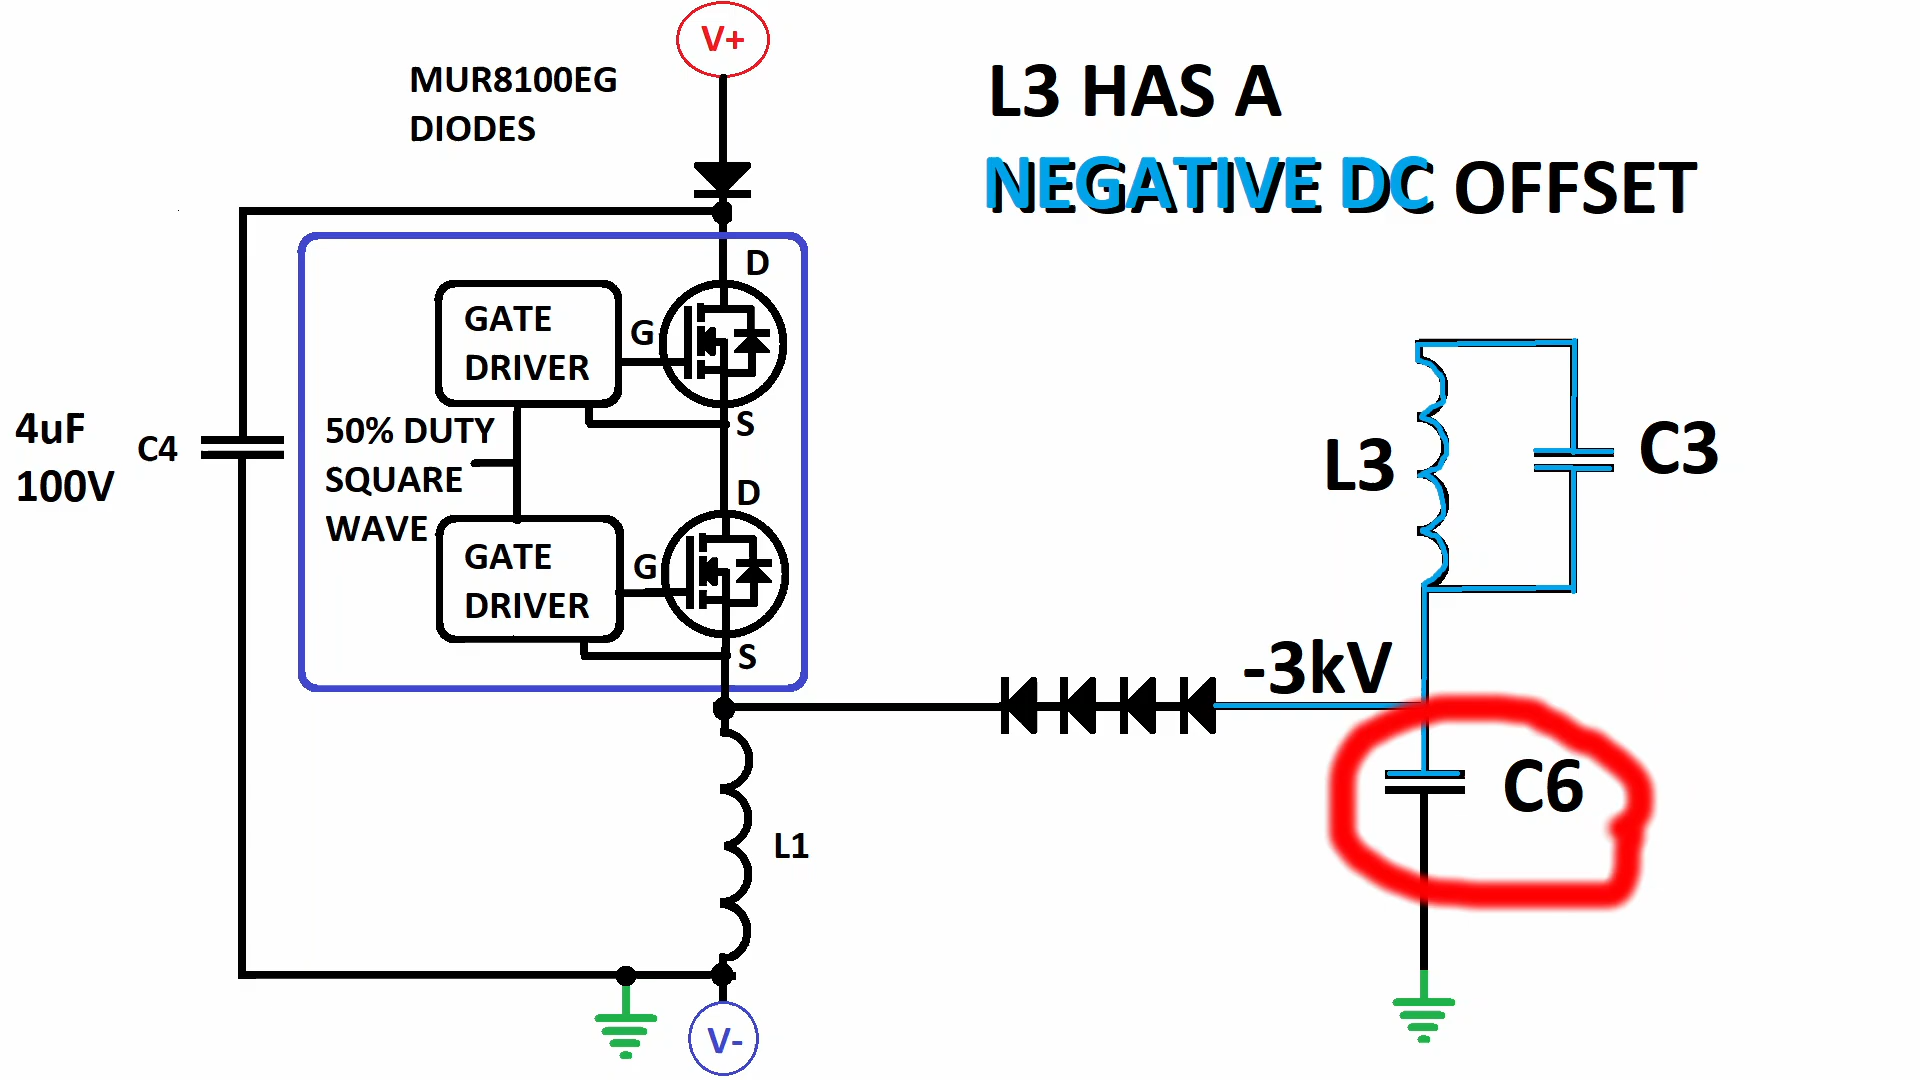 V+
MUR8100EG
DIODES
L3 HAS A
NEGATIVE DC OFFSET
D
GATE
DRIVER
G
S
4uF
100V
C4
50% DUTY
SQUARE
WAVE
D
GATE
DRIVER
G
S
L3
C3
-3kV
C6
L1
V-